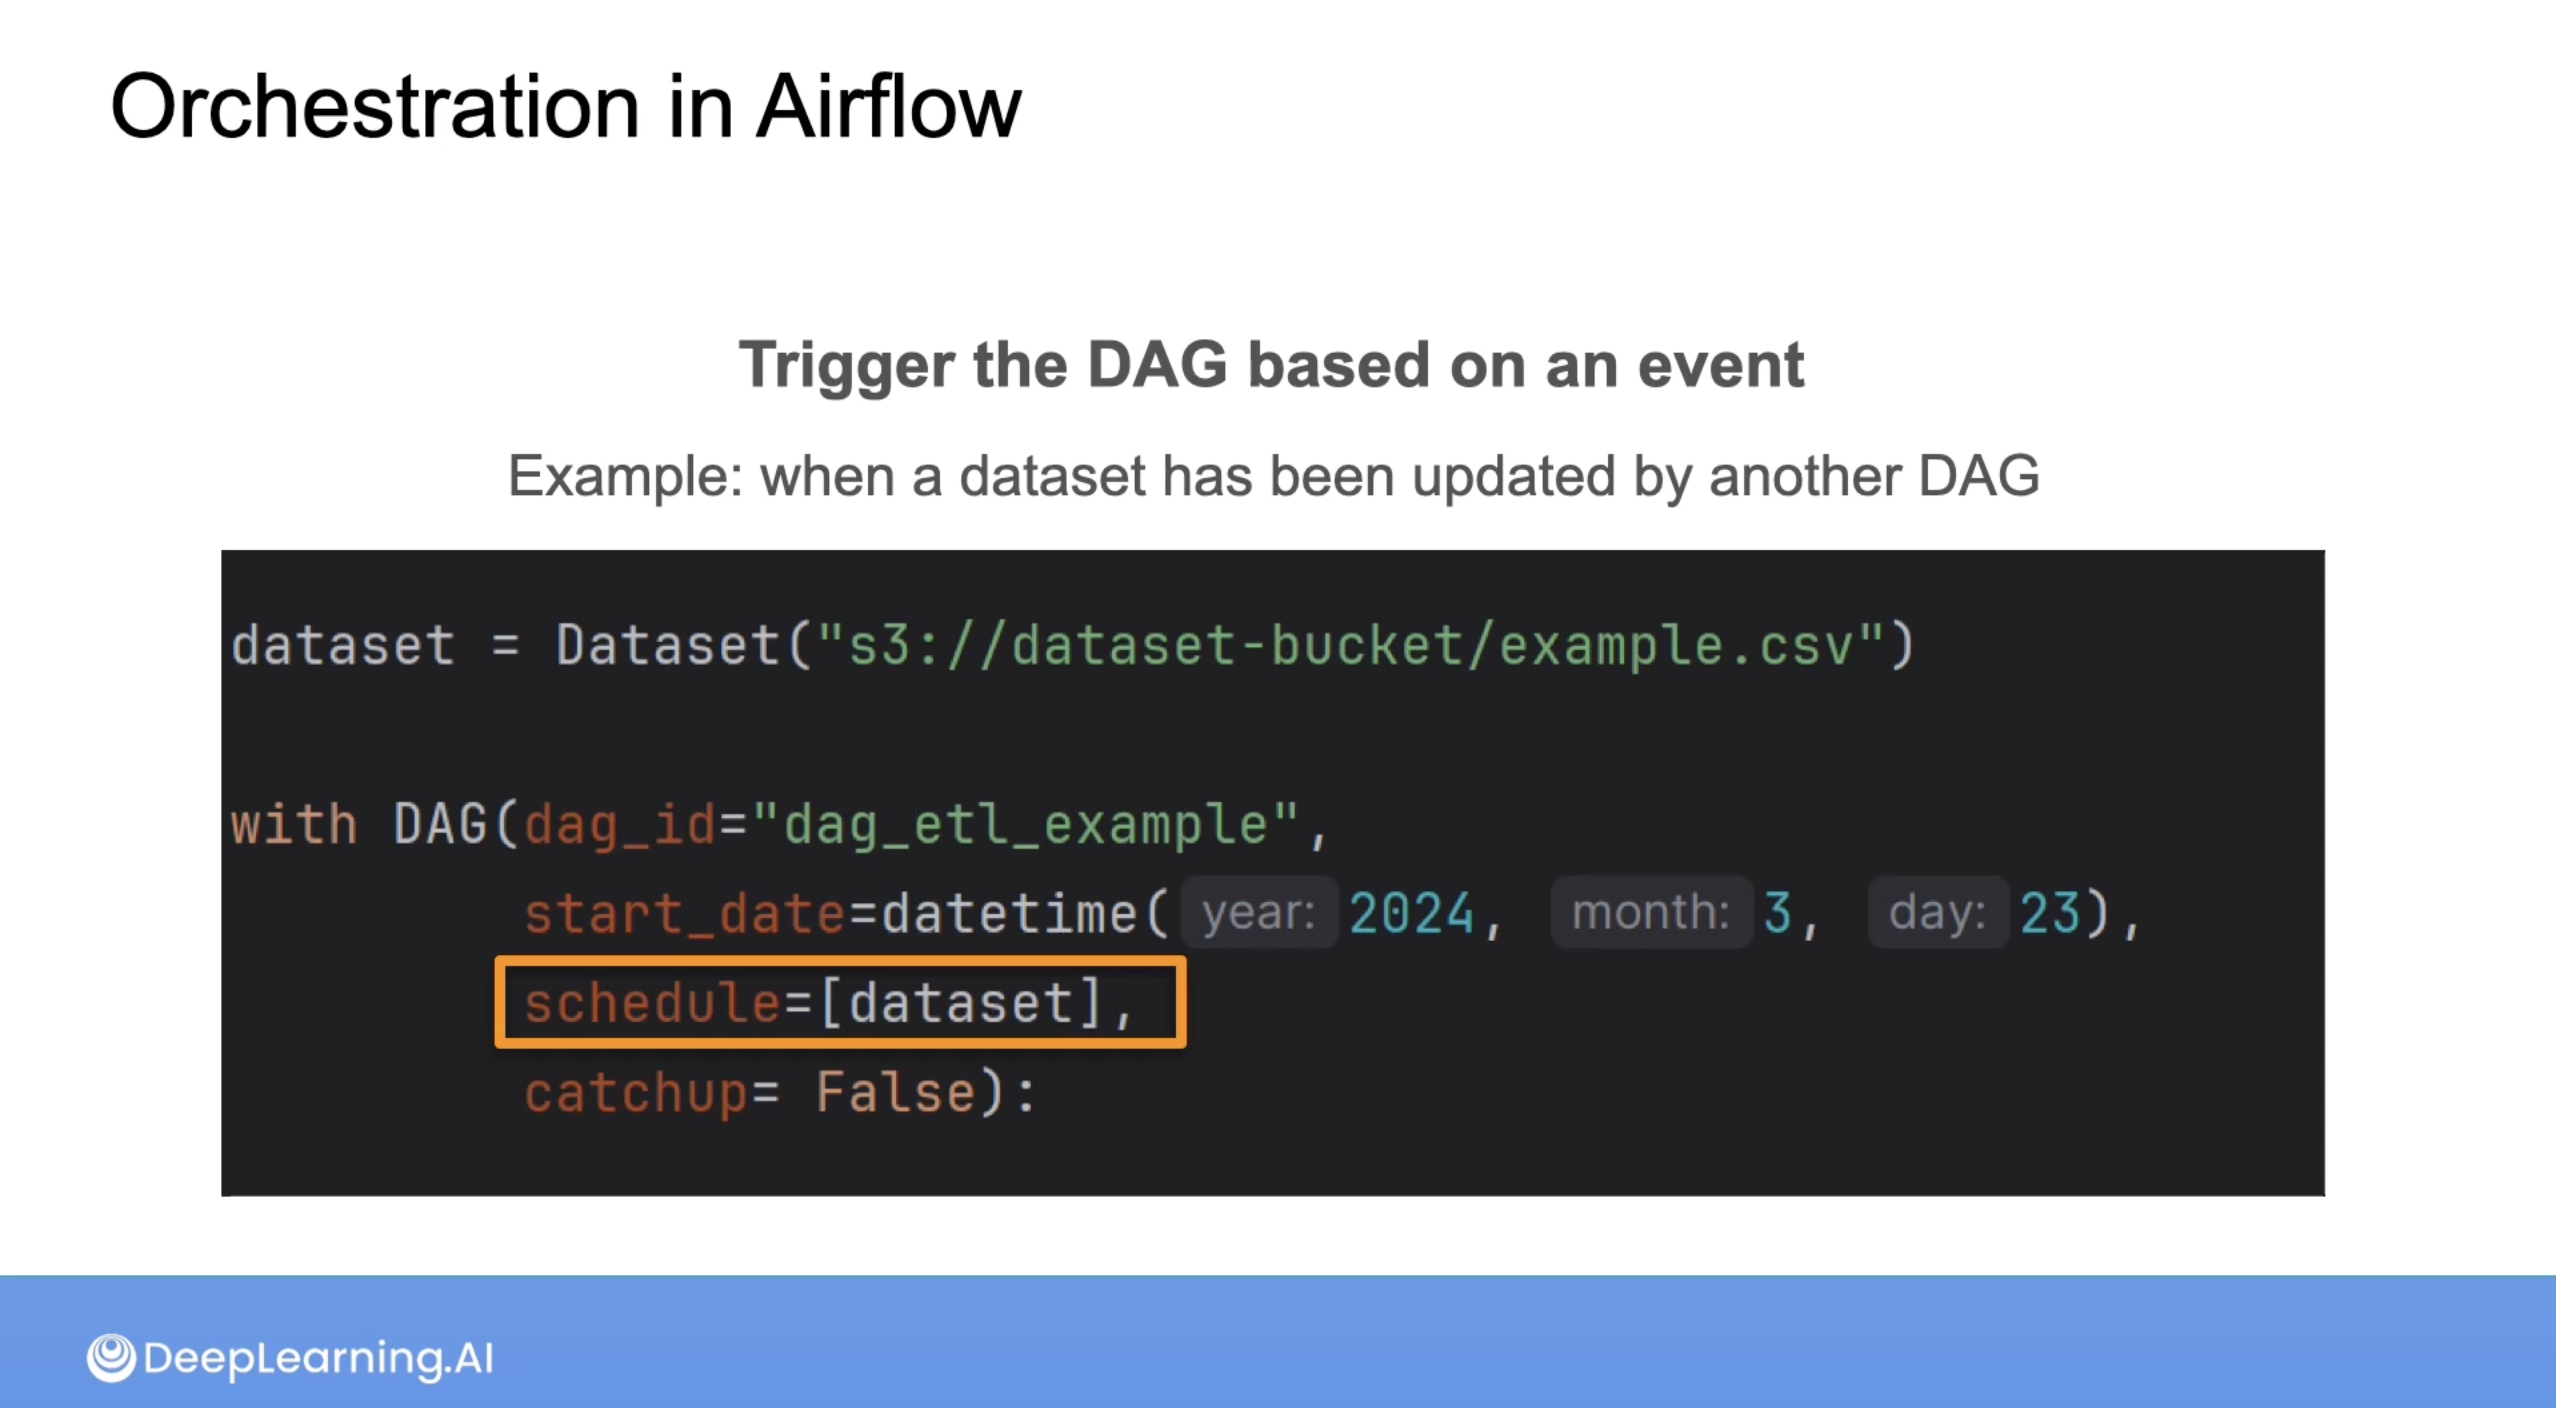 Orchestration in Airflow
Trigger the DAG based on an event
Example: when a dataset has been updated by another DAG
dataset = Dataset("s3://dataset-bucket/example.csv")
with DAG(dag_id="dag_etl_example",
start_date=datetime( year: 2024, month: 3, day: 23),
schedule=[dataset],
catchup= False):
DeepLearning.AI